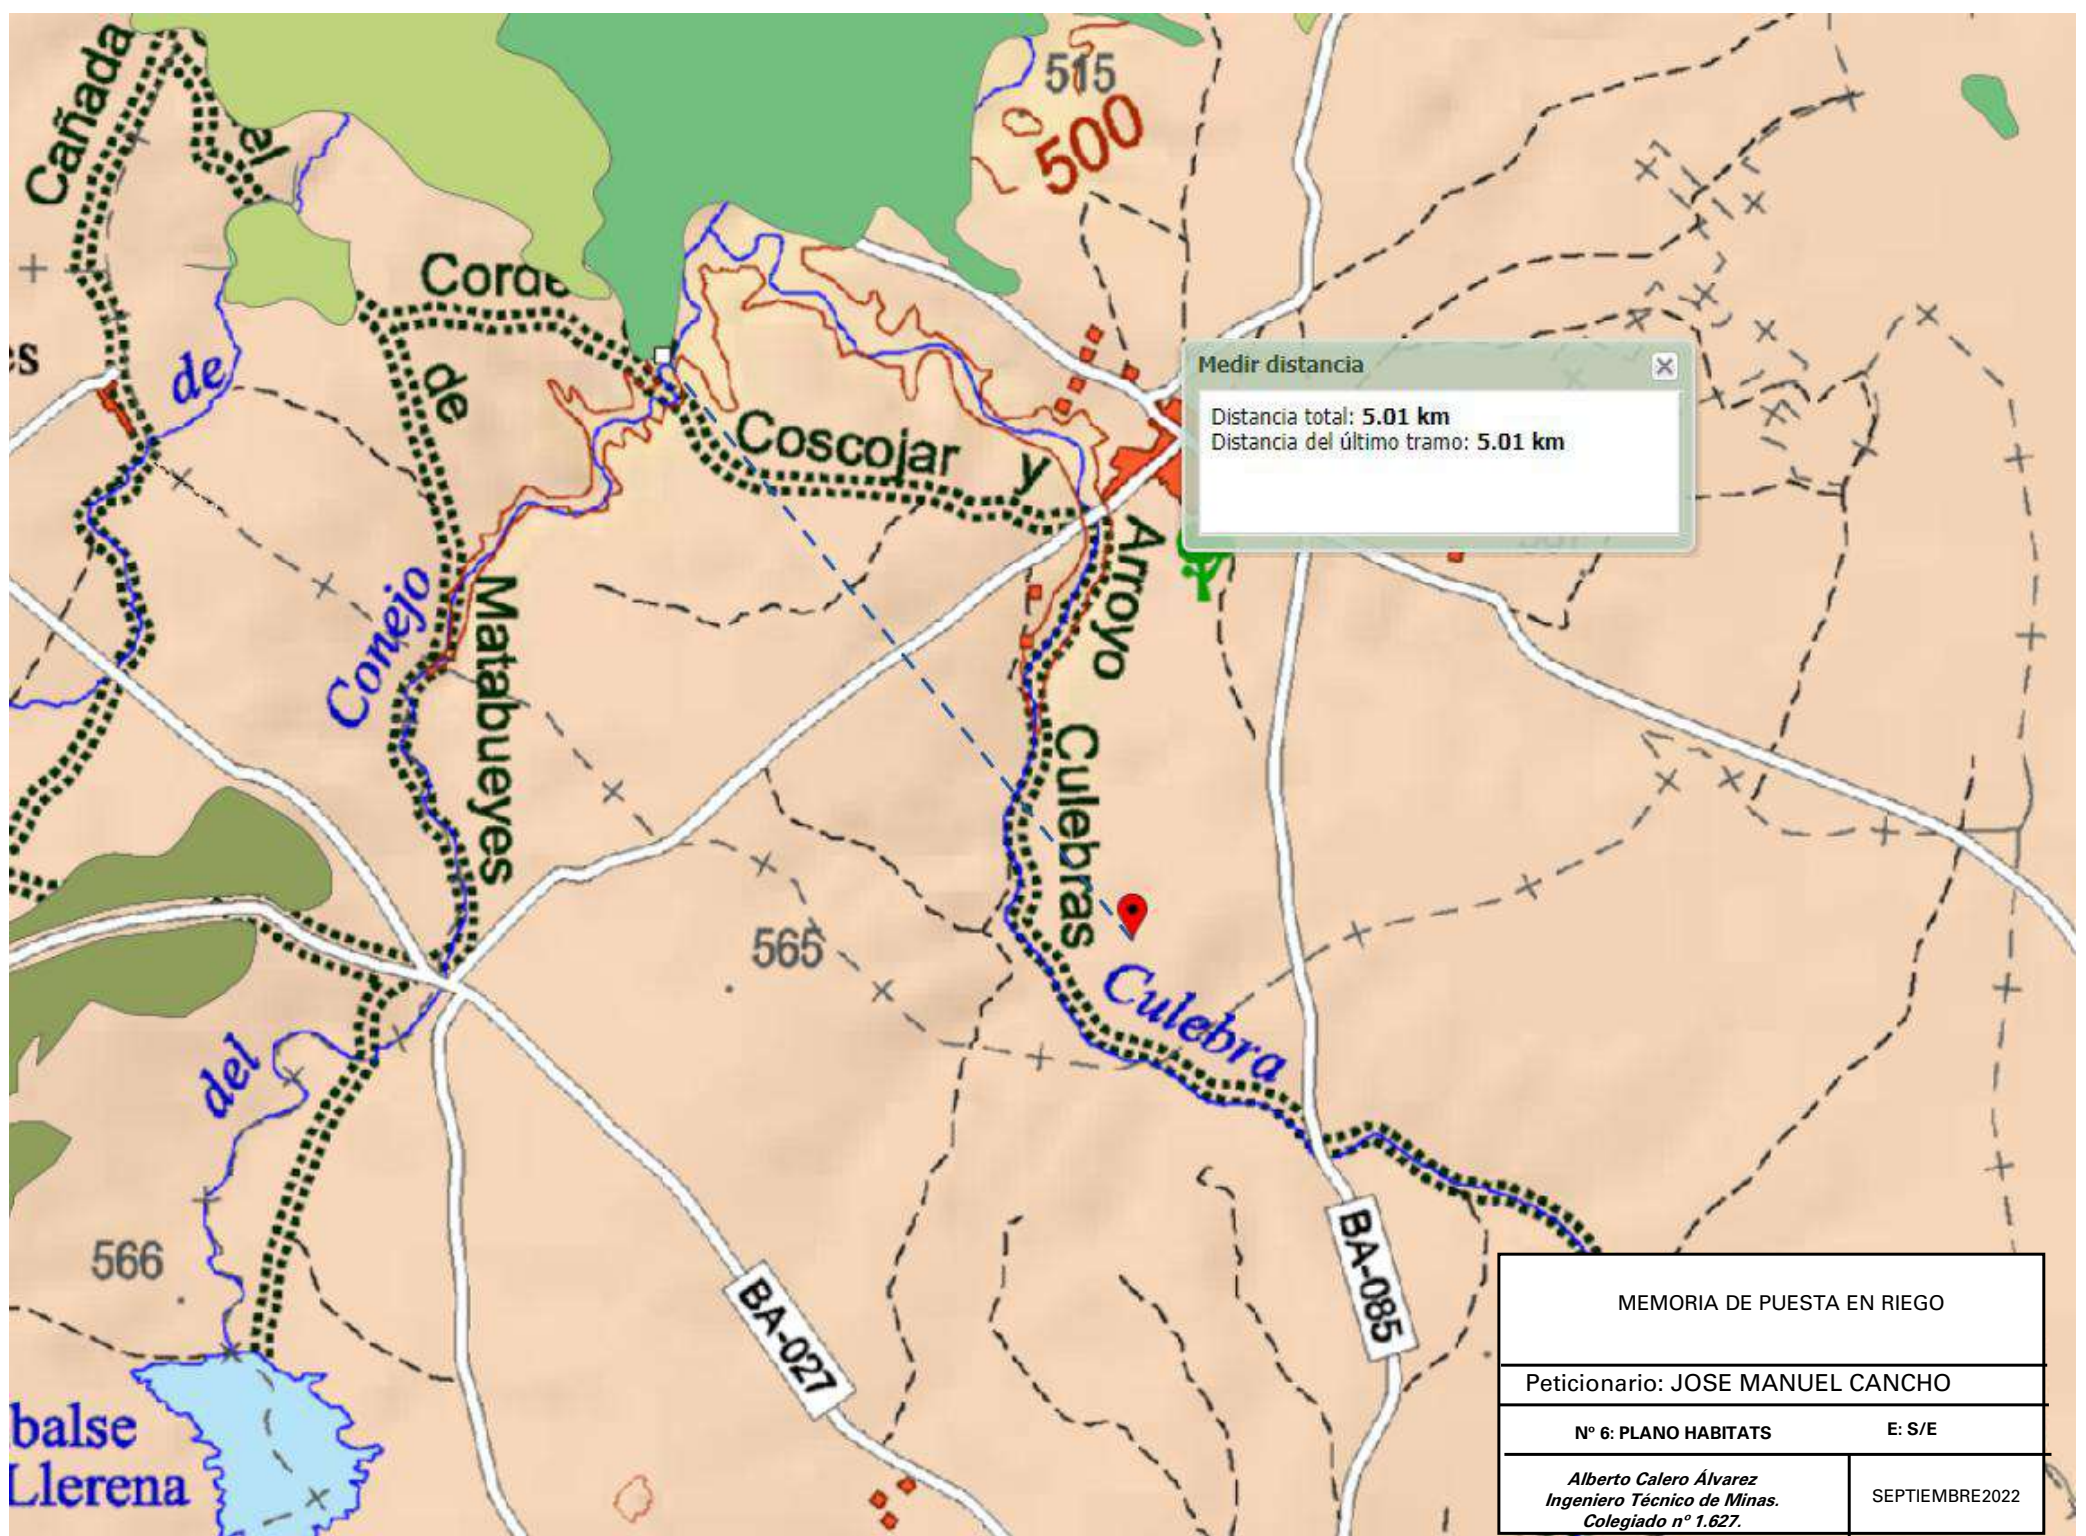 Cañada
515
500
Corde
de
es
de
Medir distancia
Distancia total: 5.01 km
Distancia del último tramo: 5.01 km
Coscojar y
Arroyo
Conejo
Matabueyes
Culebras
565
Culebra
del
566
BA-085
BA-027
balse
Llerena
MEMORIA DE PUESTA EN RIEGO
Peticionario: JOSE MANUEL CANCHO
Nº 6: PLANO HABITATS
E: S/E
Alberto Calero Álvarez
Ingeniero Técnico de Minas.
Colegiado nº 1.627.
SEPTIEMBRE2022